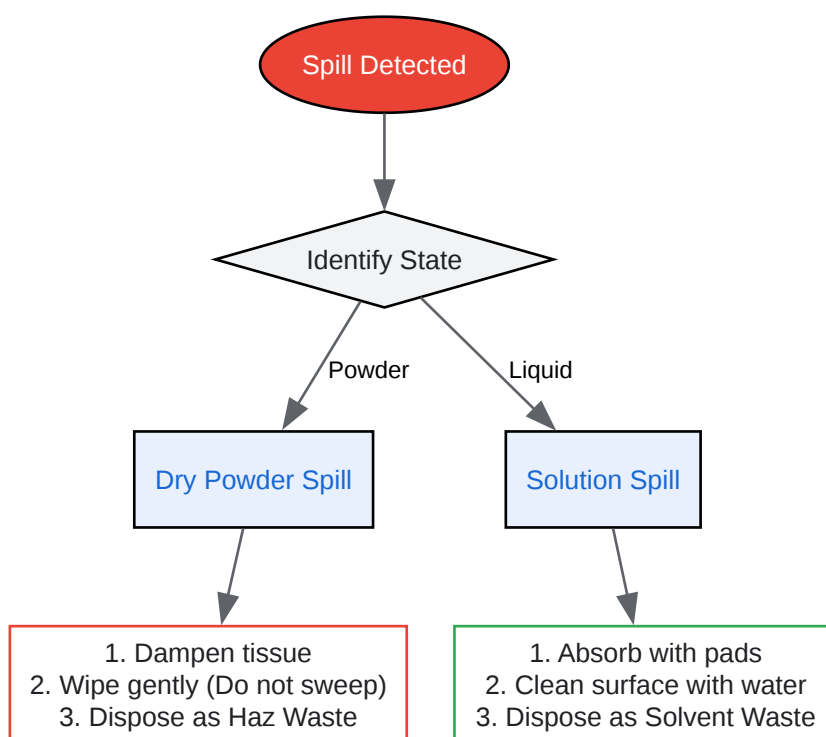 Spill Detected
Identify State
Powder
Liquid
Dry Powder Spill
Solution Spill
1. Dampen tissue
2. Wipe gently (Do not sweep)
3. Dispose as Haz Waste
1. Absorb with pads
2. Clean surface with water
3. Dispose as Solvent Waste